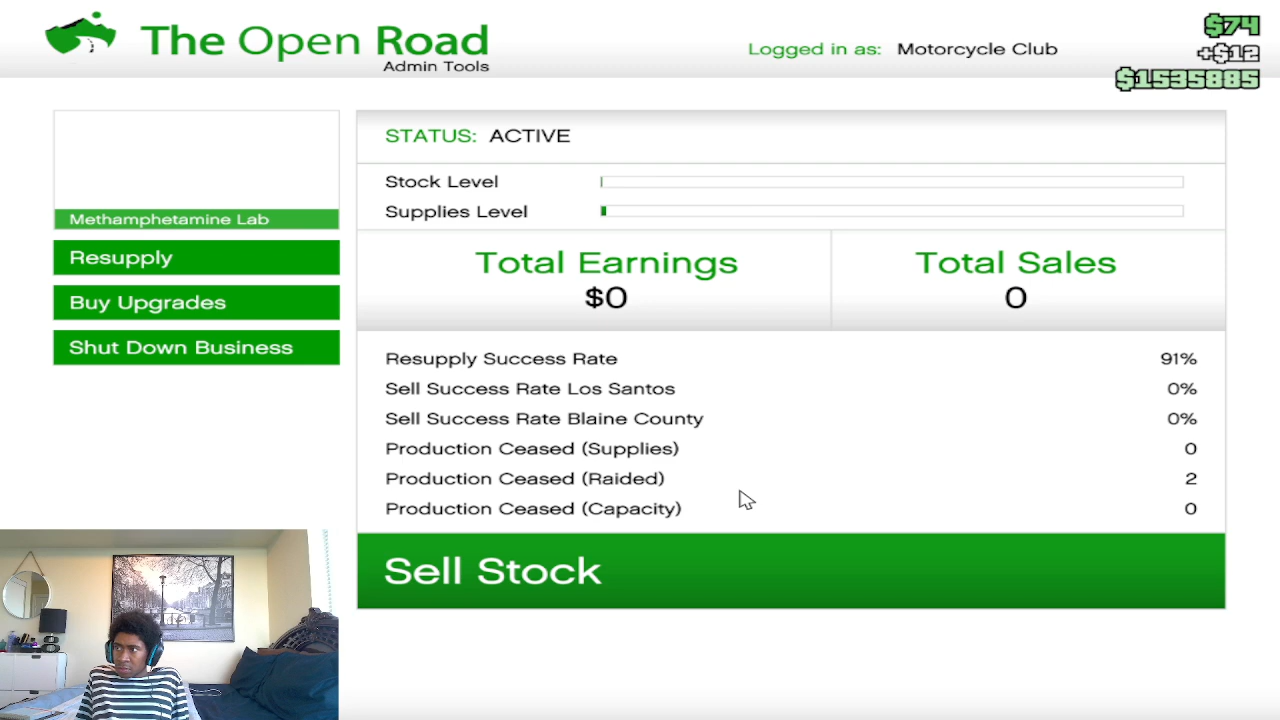 The Open Road
Admin Tools
Logged in as: Motorcycle Club
$74
+$12
$1535885
Methamphetamine Lab
Resupply
Buy Upgrades
Shut Down Business
STATUS: ACTIVE
Stock Level
Supplies Level
Total Earnings
$0
Total Sales
0
Resupply Success Rate 91%
Sell Success Rate Los Santos 0%
Sell Success Rate Blaine County 0%
Production Ceased (Supplies) 0
Production Ceased (Raided) 2
Production Ceased (Capacity) 0
Sell Stock